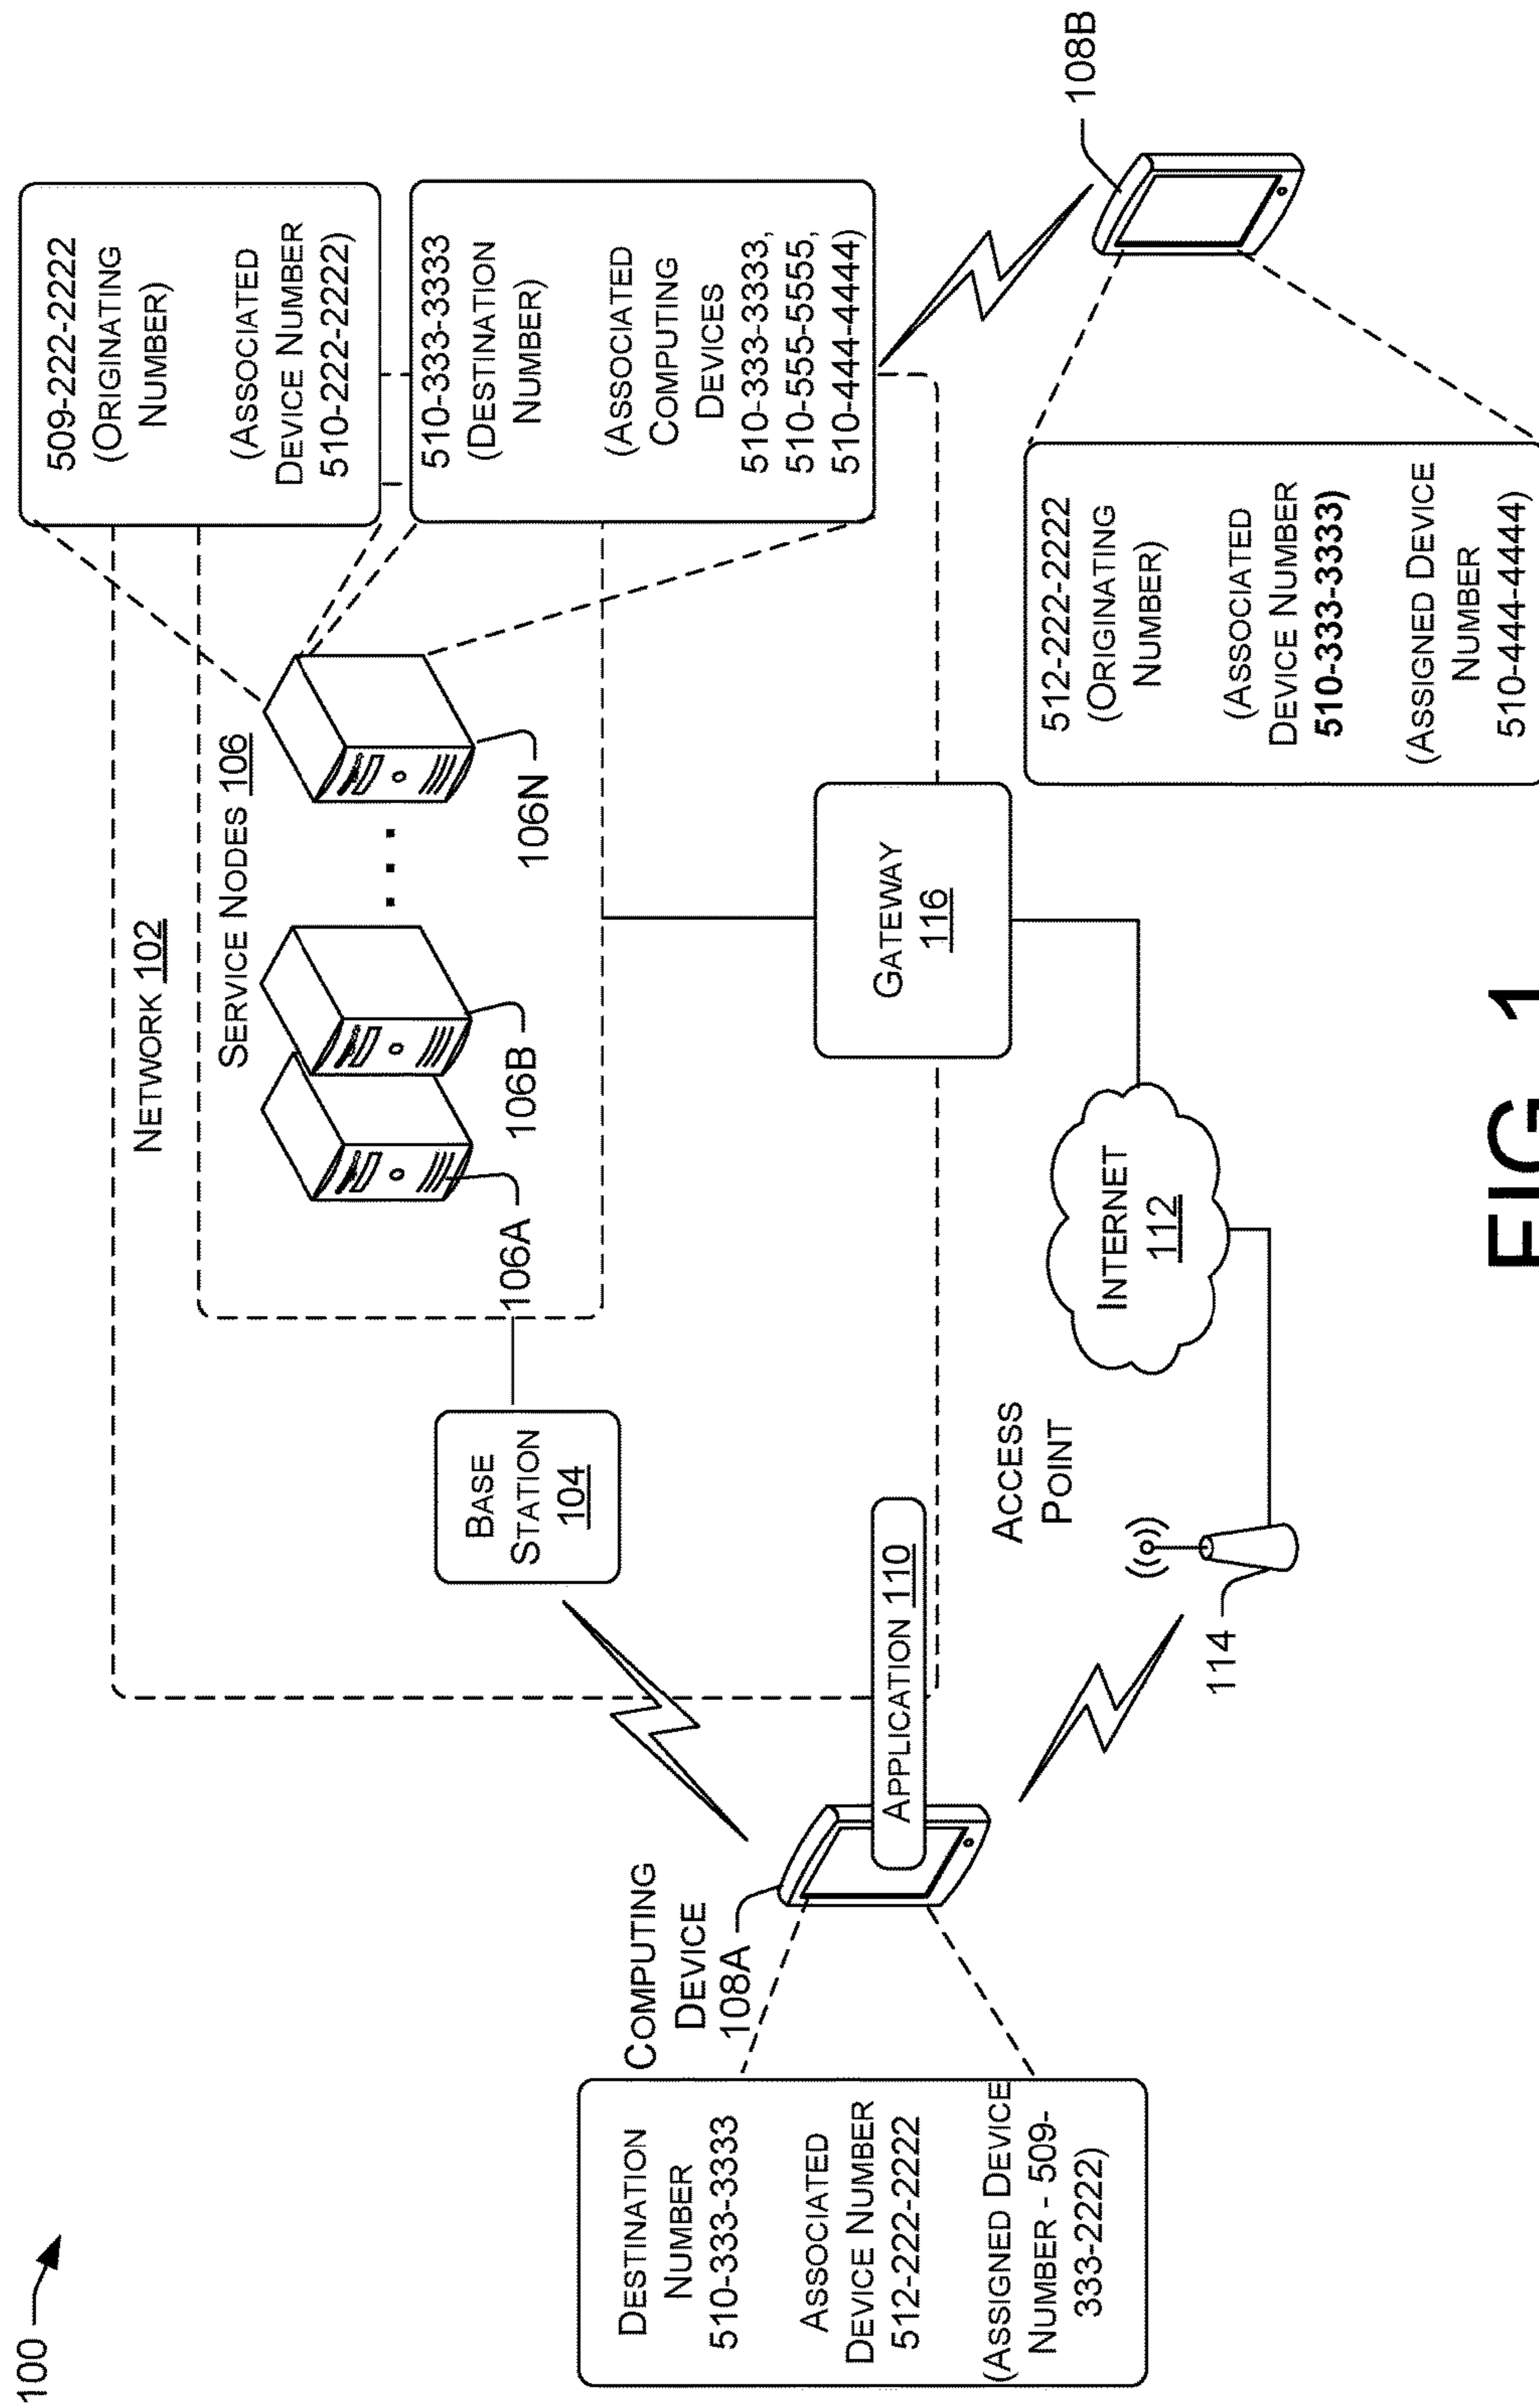 100
NETWORK 102
SERVICE NODES 106
106A
106B
. . .
106N
509-222-2222
(ORIGINATING
NUMBER)
(ASSOCIATED
DEVICE NUMBER
510-222-2222)
510-333-3333
(DESTINATION
NUMBER)
(ASSOCIATED
COMPUTING
DEVICES
510-333-3333,
510-555-5555,
510-444-4444)
BASE
STATION
104
COMPUTING
DEVICE
108A
APPLICATION 110
DESTINATION
NUMBER
510-333-3333
ASSOCIATED
DEVICE NUMBER
512-222-2222
(ASSIGNED DEVICE
NUMBER - 509-
333-2222)
ACCESS
POINT
114
INTERNET
112
GATEWAY
116
108B
512-222-2222
(ORIGINATING
NUMBER)
(ASSOCIATED
DEVICE NUMBER
510-333-3333)
(ASSIGNED DEVICE
NUMBER
510-444-4444)
FIG. 1